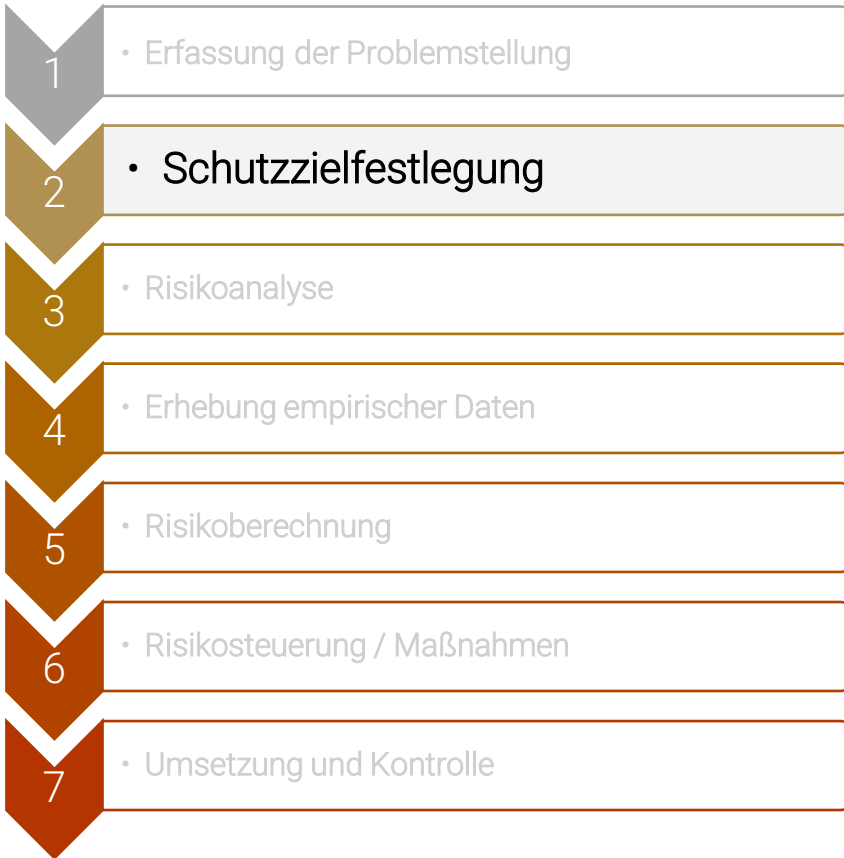 1
• Erfassung der Problemstellung
2
• Schutzzielfestlegung
3
• Risikoanalyse
4
• Erhebung empirischer Daten
5
• Risikoberechnung
6
• Risikosteuerung / Maßnahmen
7
• Umsetzung und Kontrolle